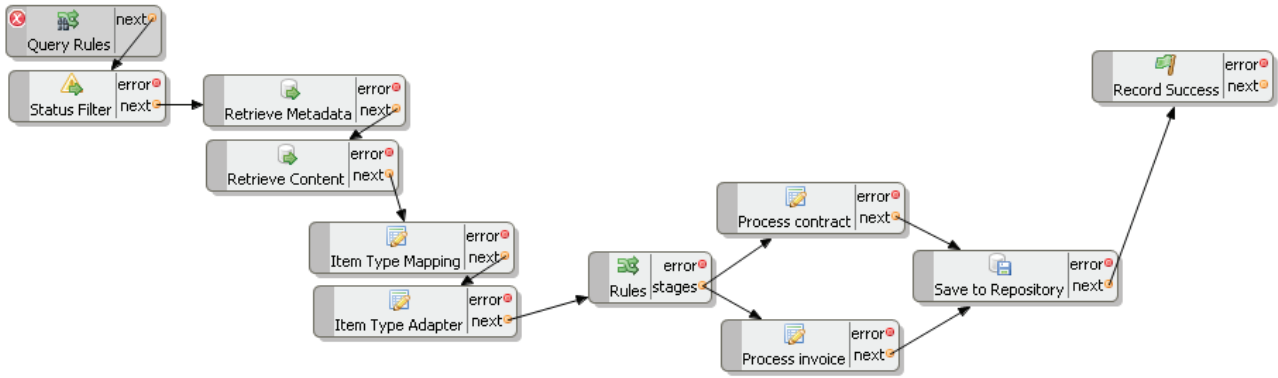 next
Query Rules
error
Status Filter next
error
Retrieve Metadata next
error
Retrieve Content next
error
Item Type Mapping next
error
Item Type Adapter next
error
Rules stages
error
Process contract next
error
Process invoice next
error
Save to Repository next
error
Record Success next